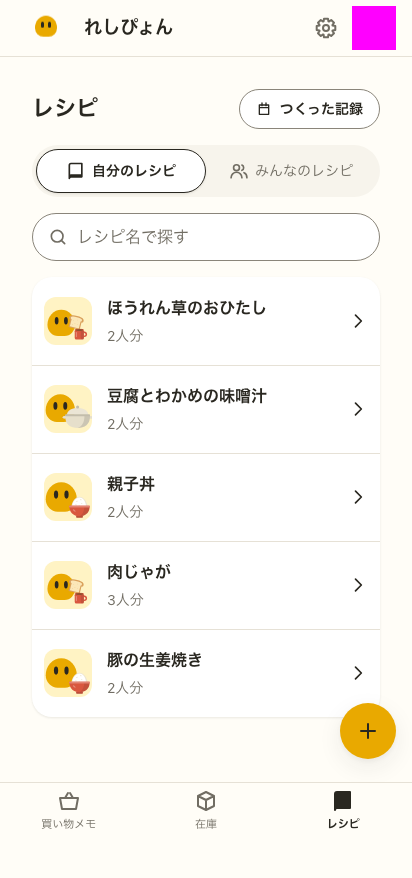 れしぴょん
レシピ
つくった記録
自分のレシピ
みんなのレシピ
レシピ名で探す
ほうれん草のおひたし
2人分
豆腐とわかめの味噌汁
2人分
親子丼
2人分
肉じゃが
3人分
豚の生姜焼き
2人分
買い物メモ
在庫
レシピ